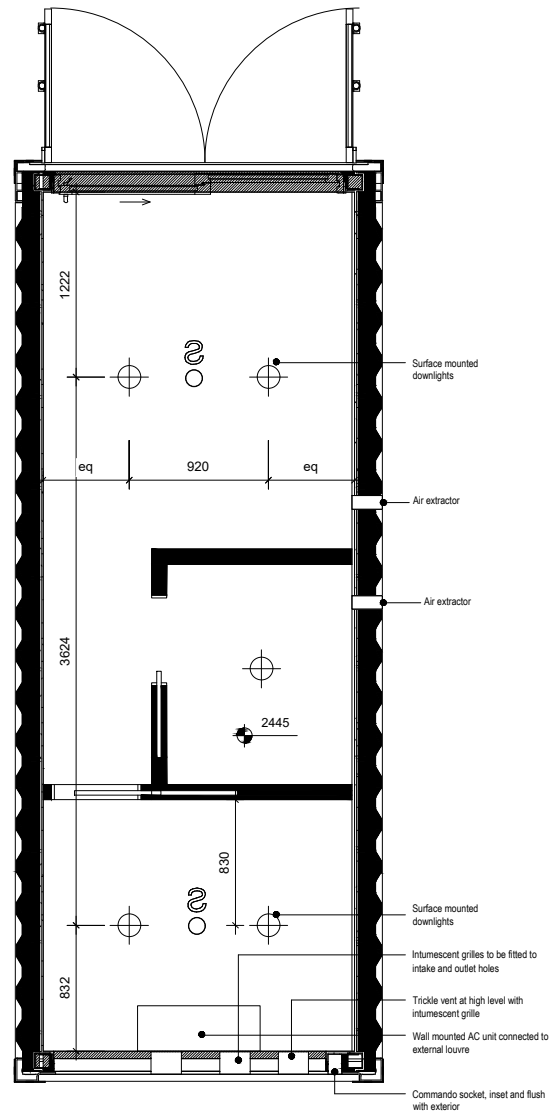 1222
S
Surface mounted
downlights
eq
920
eq
Air extractor
Air extractor
3624
2445
830
S
Surface mounted
downlights
832
Intumescent grilles to be fitted to
intake and outlet holes
Trickle vent at high level with
intumescent grille
Wall mounted AC unit connected to
external louvre
Commando socket, inset and flush
with exterior